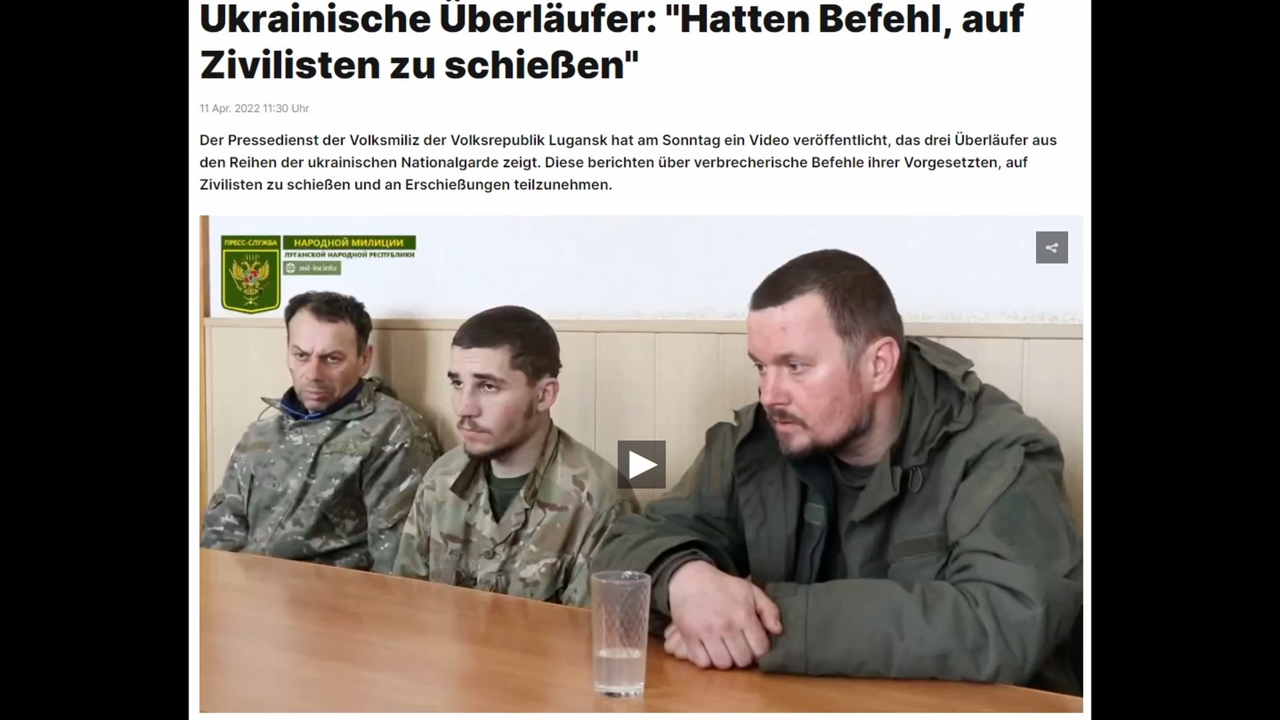 Ukrainische Überläufer: "Hatten Befehl, auf
Zivilisten zu schießen"
11 Apr. 2022 11:30 Uhr
Der Pressedienst der Volksmiliz der Volksrepublik Lugansk hat am Sonntag ein Video veröffentlicht, das drei Überläufer aus
den Reihen der ukrainischen Nationalgarde zeigt. Diese berichten über verbrecherische Befehle ihrer Vorgesetzten, auf
Zivilisten zu schießen und an Erschießungen teilzunehmen.
ПРЕСС-СЛУЖБА
НАРОДНОЙ МИЛИЦИИ
ЛУГАНСКОЙ НАРОДНОЙ РЕСПУБЛИКИ
mil-lnr.info
ЛНР